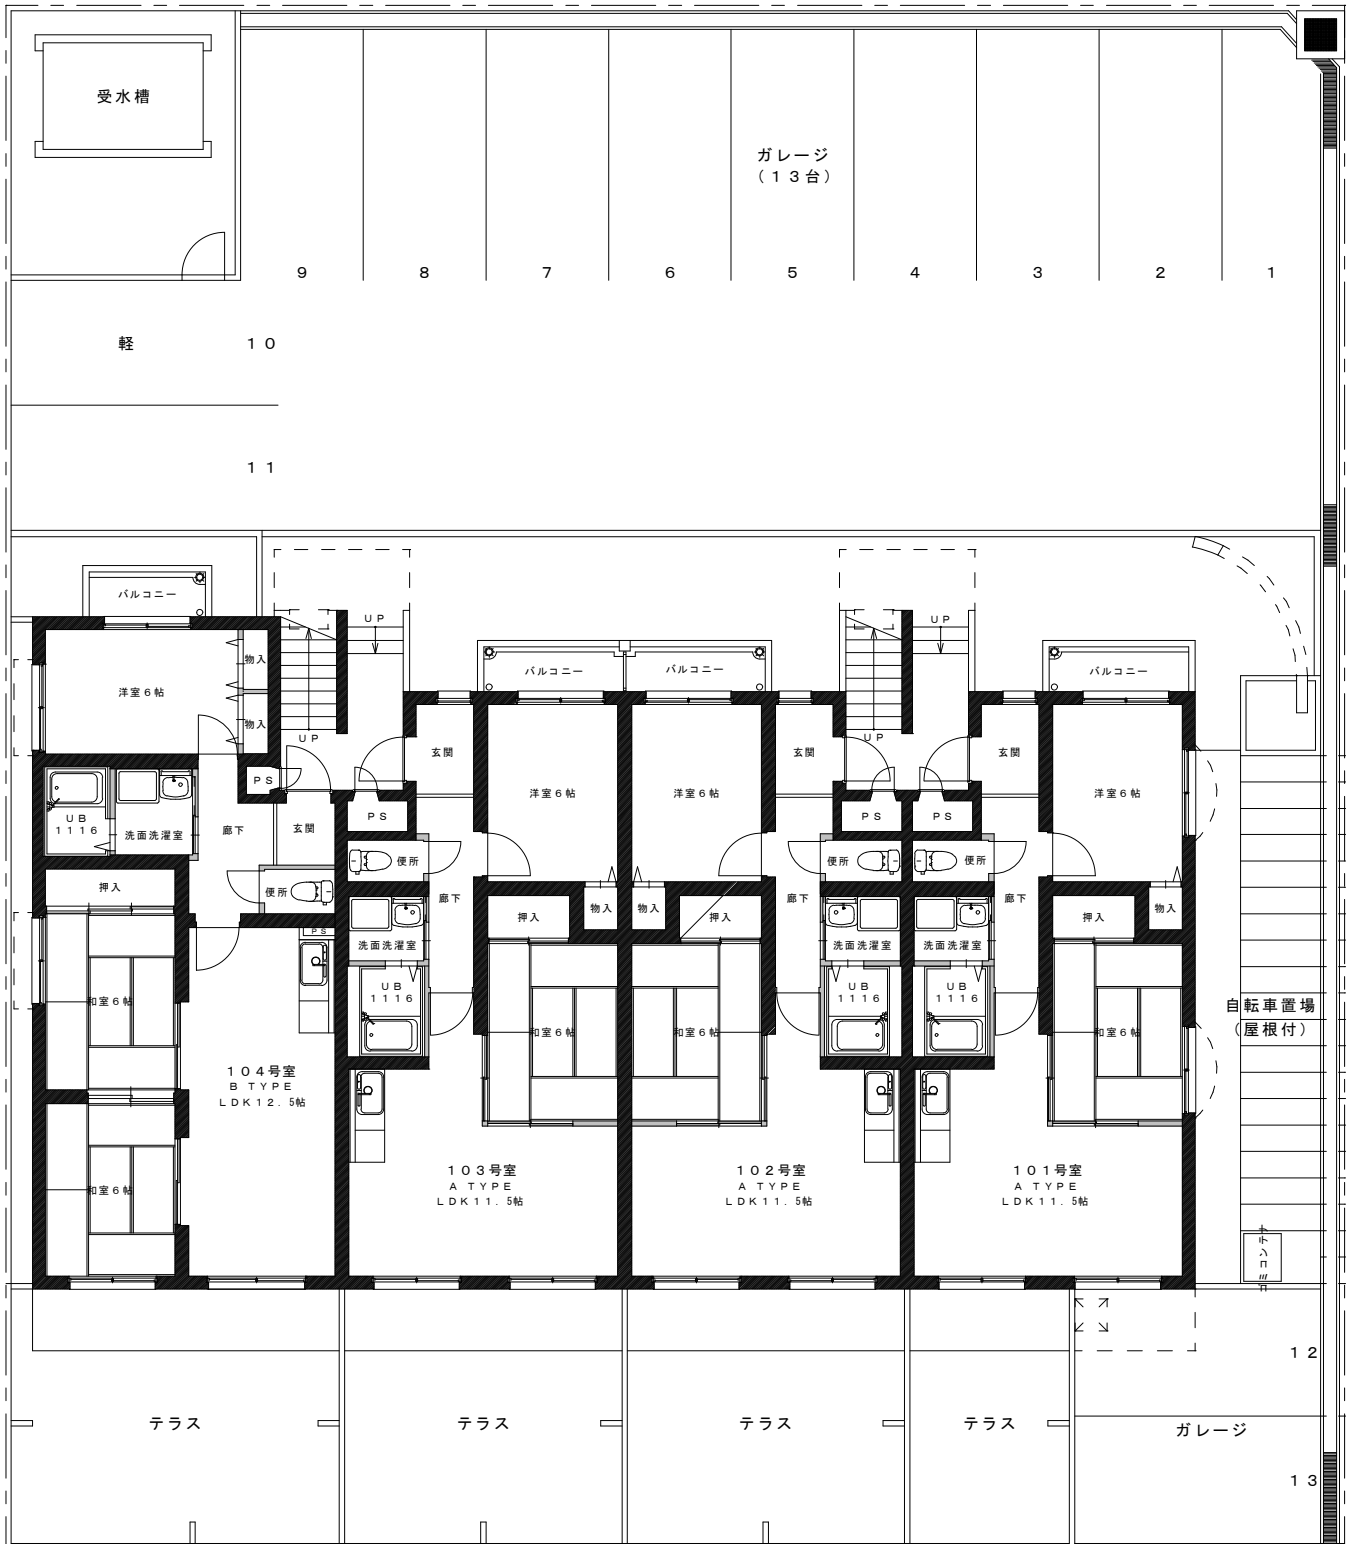 受水槽
ガレージ
（１３台）
９
８
７
６
５
４
３
２
１
軽
１０
１１
バルコニー
洋室６帖
物入
物入
UP
UP
PS
UB
１１１６
洗面洗濯室
廊下
玄関
便所
押入
PS
和室６帖
和室６帖
１０４号室
B TYPE
LDK１２.５帖
バルコニー
玄関
洋室６帖
PS
便所
廊下
物入
押入
洗面洗濯室
UB
１１１６
和室６帖
１０３号室
A TYPE
LDK１１.５帖
バルコニー
玄関
洋室６帖
UP
UP
PS
便所
廊下
物入
押入
洗面洗濯室
UB
１１１６
和室６帖
１０２号室
A TYPE
LDK１１.５帖
バルコニー
玄関
洋室６帖
PS
便所
廊下
物入
押入
洗面洗濯室
UB
１１１６
和室６帖
１０１号室
A TYPE
LDK１１.５帖
自転車置場
（屋根付）
ゴミコンテナ
テラス
テラス
テラス
テラス
１２
ガレージ
１３